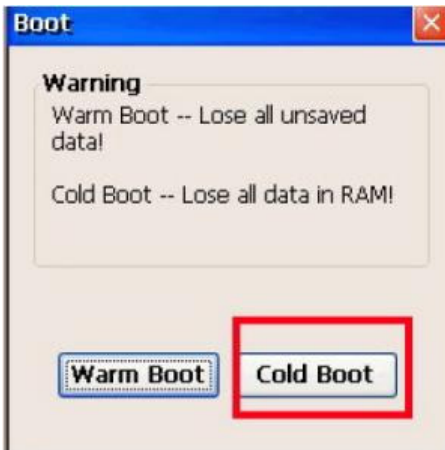 Boot
Warning
Warm Boot -- Lose all unsaved
data!
Cold Boot -- Lose all data in RAM!
Warm Boot
Cold Boot